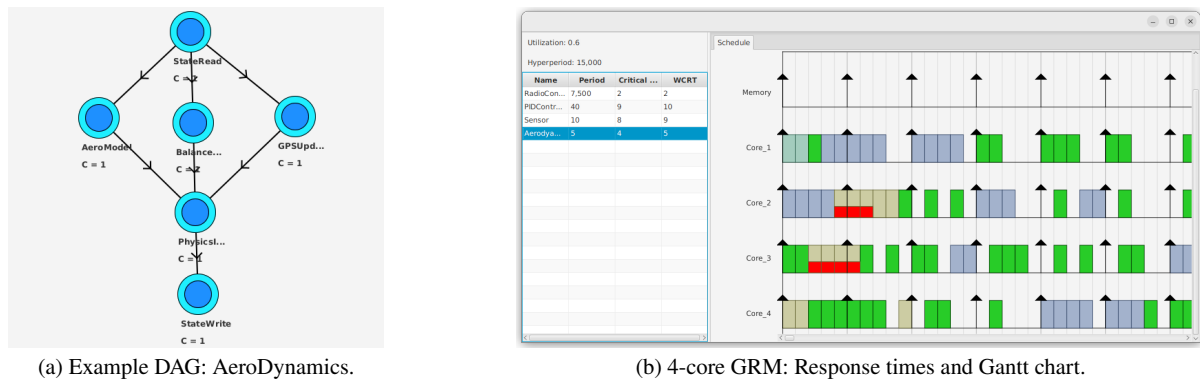 StateRead
C = 1
AeroModel
C = 1
Balance...
GPSUpd...
C = 1
PhysicsI...
C = 1
StateWrite
C = 1
(a) Example DAG: AeroDynamics.
Utilization: 0.6
Hyperperiod: 15,000
Name Period Critical ... WCRT
RadioCon... 7,500 2 2
PIDContr... 40 9 10
Sensor 10 8 9
Aerodya... 5 4 5
Schedule
Memory
Core_1
Core_2
Core_3
Core_4
(b) 4-core GRM: Response times and Gantt chart.